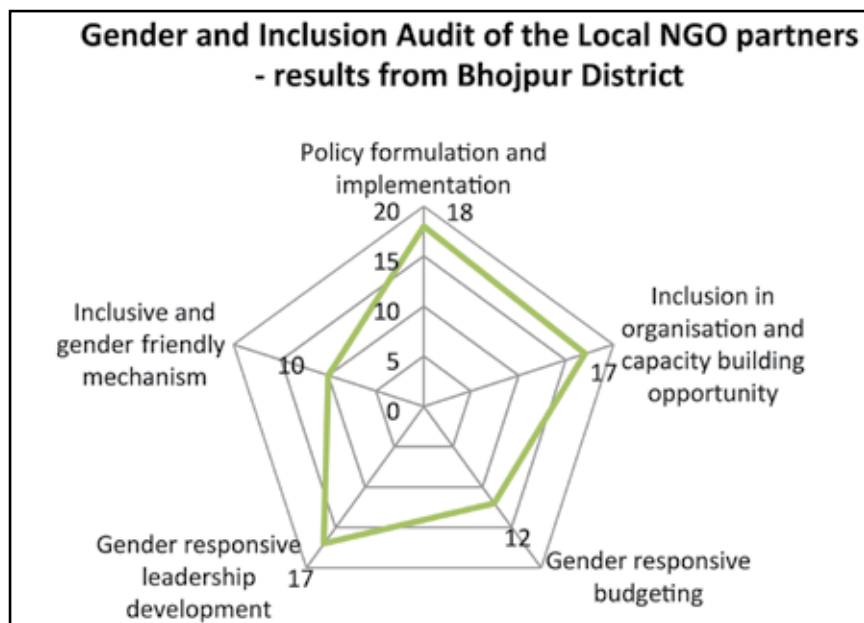 Gender and Inclusion Audit of the Local NGO partners
- results from Bhojpur District
Policy formulation and
implementation
20
18
15
10
5
0
Inclusion in
organisation and
capacity building
opportunity
17
Inclusive and
gender friendly
mechanism
10
Gender responsive
leadership
development
17
12
Gender responsive
budgeting